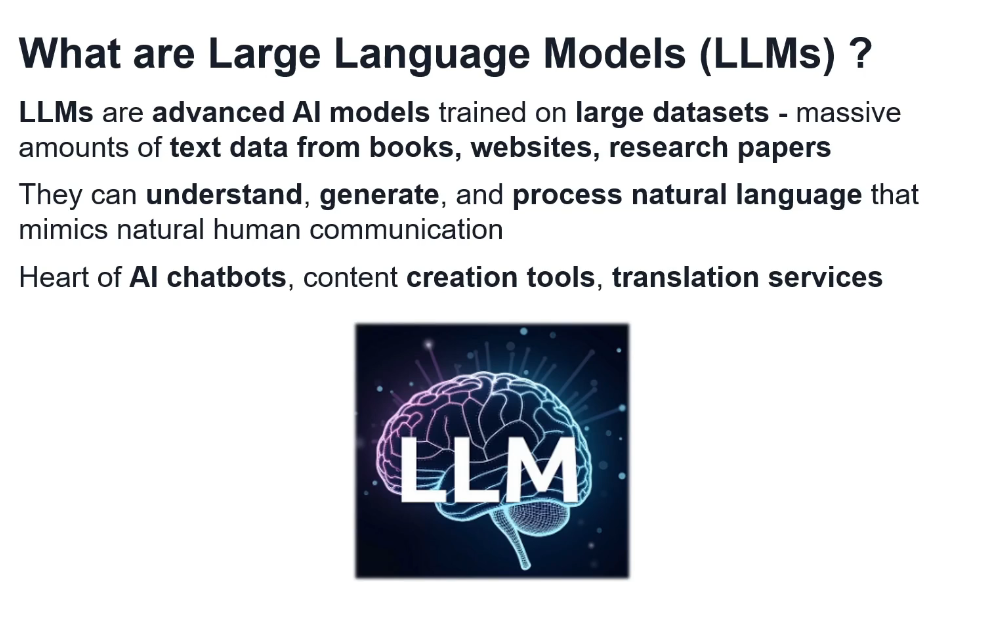 What are Large Language Models (LLMs) ?
LLMs are advanced AI models trained on large datasets - massive
amounts of text data from books, websites, research papers
They can understand, generate, and process natural language that
mimics natural human communication
Heart of AI chatbots, content creation tools, translation services
LLM